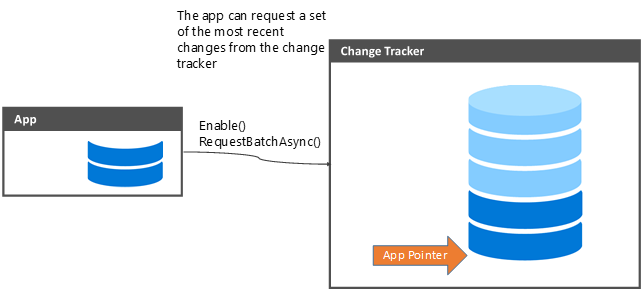 The app can request a set
of the most recent
changes from the change
tracker
Change Tracker
App
Enable()
RequestBatchAsync()
App Pointer